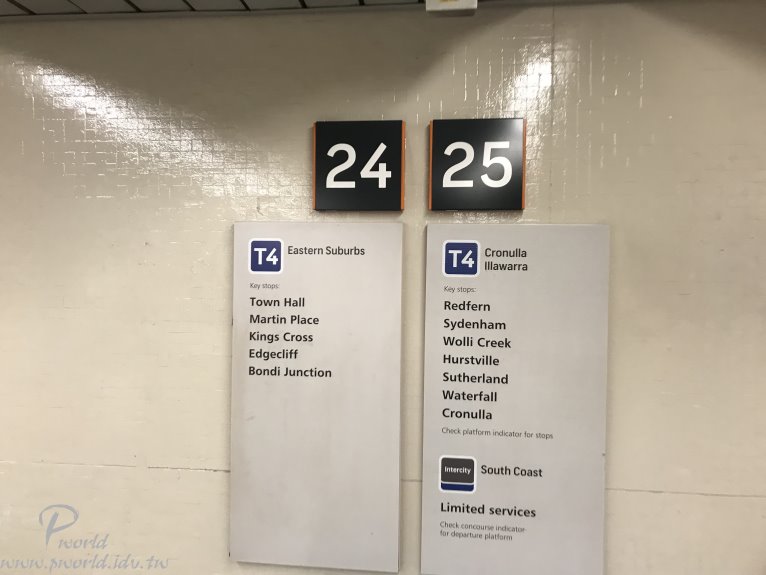 24
T4 Eastern Suburbs
Key stops:
Town Hall
Martin Place
Kings Cross
Edgecliff
Bondi Junction
25
T4 Cronulla
Illawarra
Key stops:
Redfern
Sydenham
Wolli Creek
Hurstville
Sutherland
Waterfall
Cronulla
Check platform indicator for stops
Intercity South Coast
Limited services
Check concourse indicator
for departure platform
P world
www.pworld.idv.tw